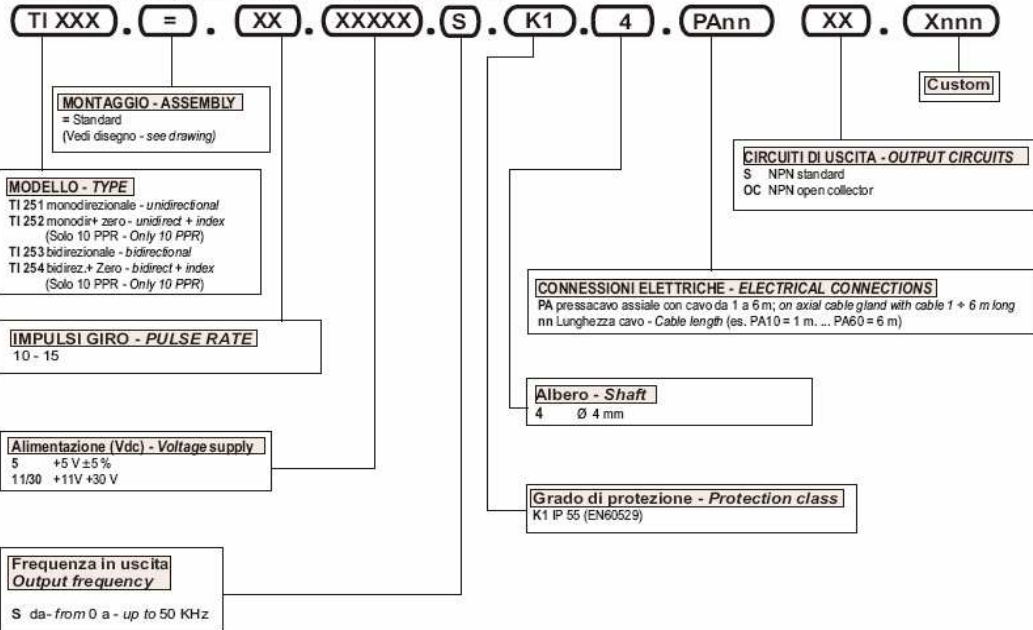 TI XXX . = . XX . XXXXX . S . K1 . 4 . PAnn XX . Xnnn
Custom
MONTAGGIO - ASSEMBLY
= Standard
(Vedi disegno - see drawing)
CIRCUITI DI USCITA - OUTPUT CIRCUITS
S NPN standard
OC NPN open collector
MODELLO - TYPE
TI 251 monodirezionale - unidirectional
TI 252 monodir+ zero - unidirect + index
(Solo 10 PPR - Only 10 PPR)
TI 253 bidirezionale - bidirectional
TI 254 bidirez.+ Zero - bidirect + index
(Solo 10 PPR - Only 10 PPR)
CONNESSIONI ELETTRICHE - ELECTRICAL CONNECTIONS
PA pressacavo assiale con cavo da 1 a 6 m; on axial cable gland with cable 1 ÷ 6 m long
nn Lunghezza cavo - Cable length (es. PA10 = 1 m. ... PA60 = 6 m)
IMPULSI GIRO - PULSE RATE
10 - 15
Albero - Shaft
4 Ø 4 mm
Alimentazione (Vdc) - Voltage supply
5 +5 V ±5 %
11/30 +11V +30 V
Grado di protezione - Protection class
K1 IP 55 (EN60529)
Frequenza in uscita
Output frequency
S da- from 0 a - up to 50 KHz